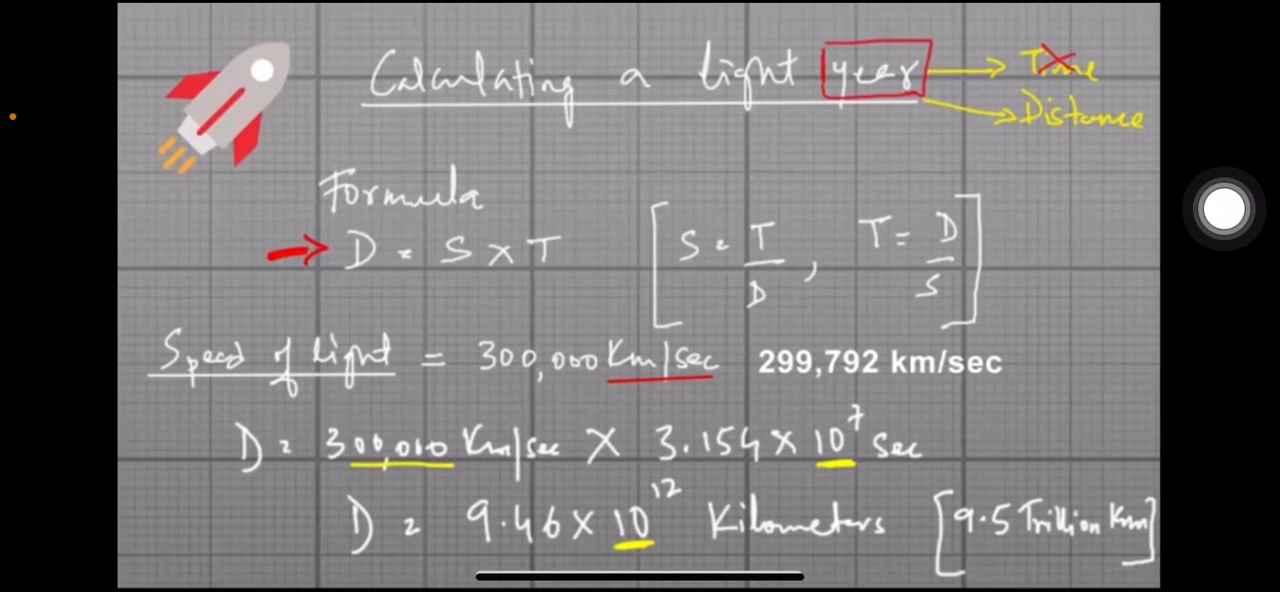 Calculating a light year → Time
→ Distance
Formula
→ D = S × T [S = T/D, T = D/S]
Speed of light = 300,000 Km/sec 299,792 km/sec
D = 300,000 Km/sec × 3.154 × 10⁷ sec
D = 9.46 × 10¹² Kilometers [9.5 Trillion Km]